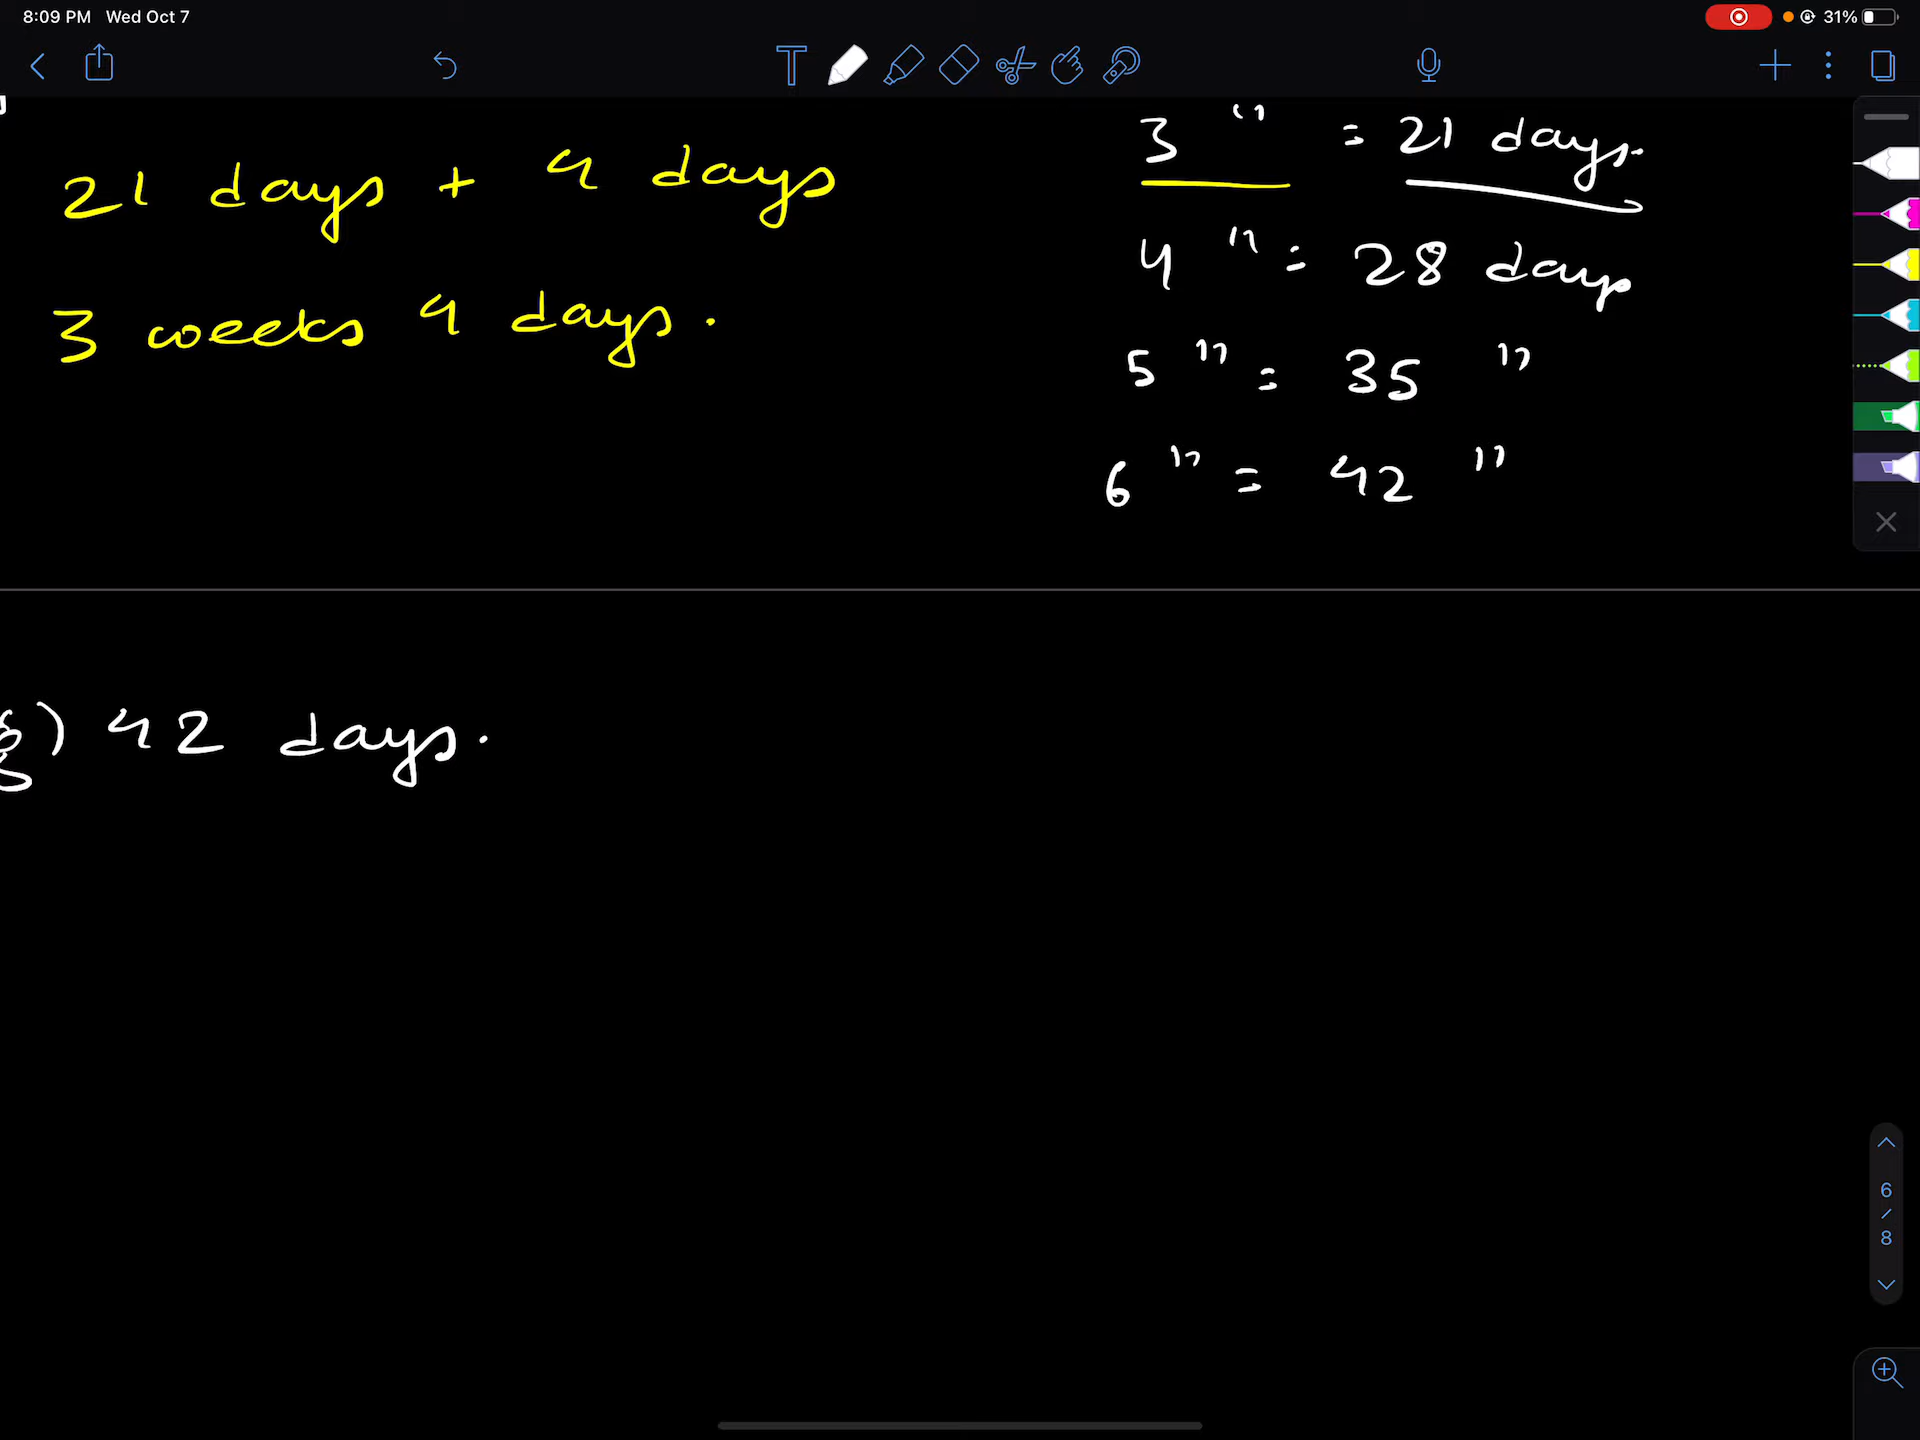 8:09 PM Wed Oct 7
31%
21 days + 4 days
3 weeks 4 days.
3 " = 21 days.
4 " = 28 days
5 " = 35 "
6 " = 42 "
g) 42 days.
6
/
8